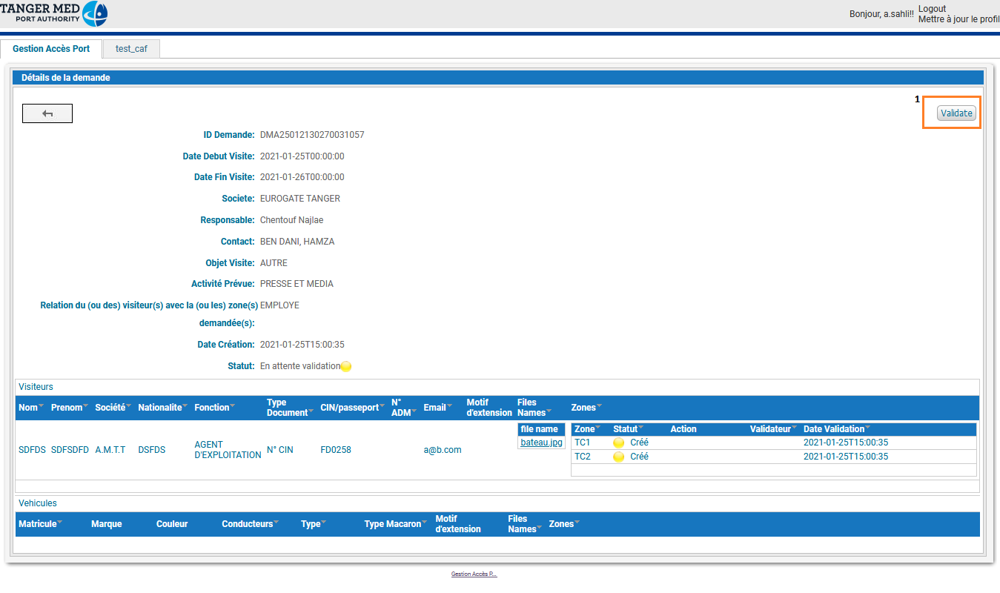 TANGER MED
PORT AUTHORITY
Bonjour, a.sahli!!
Logout
Mettre à jour le profil
Gestion Accès Port
test_caf
Détails de la demande
1
Validate
ID Demande: DMA25012130270031057
Date Debut Visite: 2021-01-25T00:00:00
Date Fin Visite: 2021-01-26T00:00:00
Societe: EUROGATE TANGER
Responsable: Chentouf Najlae
Contact: BEN DANI, HAMZA
Objet Visite: AUTRE
Activité Prévue: PRESSE ET MEDIA
Relation du (ou des) visiteur(s) avec la (ou les) zone(s) EMPLOYE
demandée(s):
Date Création: 2021-01-25T15:00:35
Statut: En attente validation
Visiteurs
Nom Prenom Société Nationalite Fonction Type Document CIN/passeport N° ADM Email Motif d'extension Files Names Zones
file name
Zone Statut Action Validateur Date Validation
SDFDS SDFSDFD A.M.T.T DSFDS AGENT D'EXPLOITATION N° CIN FD0258 a@b.com
bateau.jpg
TC1 Créé 2021-01-25T15:00:35
TC2 Créé 2021-01-25T15:00:35
Vehicules
Matricule Marque Couleur Conducteurs Type Type Macaron Motif d'extension Files Names Zones
Gestion Accès P...